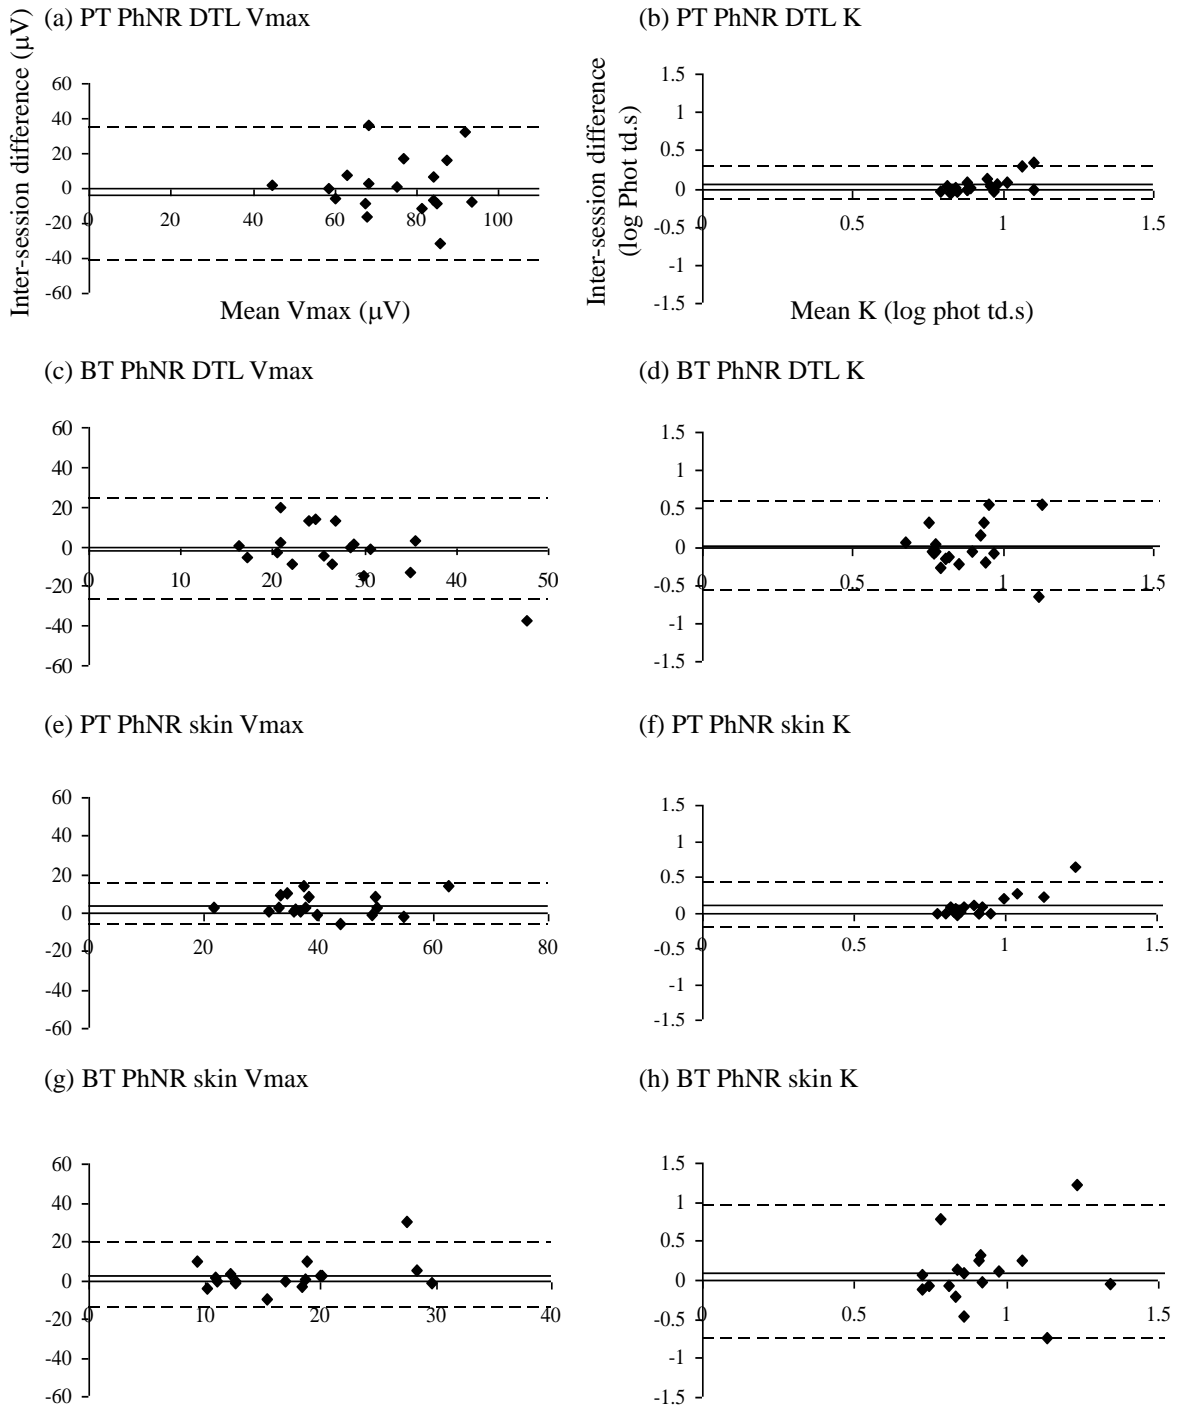 (a) PT PhNR DTL Vmax
Inter-session difference (µV)
60
40
20
0
-20
-40
-60
0 20 40 60 80 100
Mean Vmax (µV)
(b) PT PhNR DTL K
Inter-session difference
(log Phot td.s)
1.5
1
0.5
0
-0.5
-1
-1.5
0 0.5 1 1.5
Mean K (log phot td.s)
(c) BT PhNR DTL Vmax
60
40
20
0
-20
-40
-60
0 10 20 30 40 50
(d) BT PhNR DTL K
1.5
1
0.5
0
-0.5
-1
-1.5
0 0.5 1 1.5
(e) PT PhNR skin Vmax
60
40
20
0
-20
-40
-60
0 20 40 60 80
(f) PT PhNR skin K
1.5
1
0.5
0
-0.5
-1
-1.5
0 0.5 1 1.5
(g) BT PhNR skin Vmax
60
40
20
0
-20
-40
-60
0 10 20 30 40
(h) BT PhNR skin K
1.5
1
0.5
0
-0.5
-1
-1.5
0 0.5 1 1.5